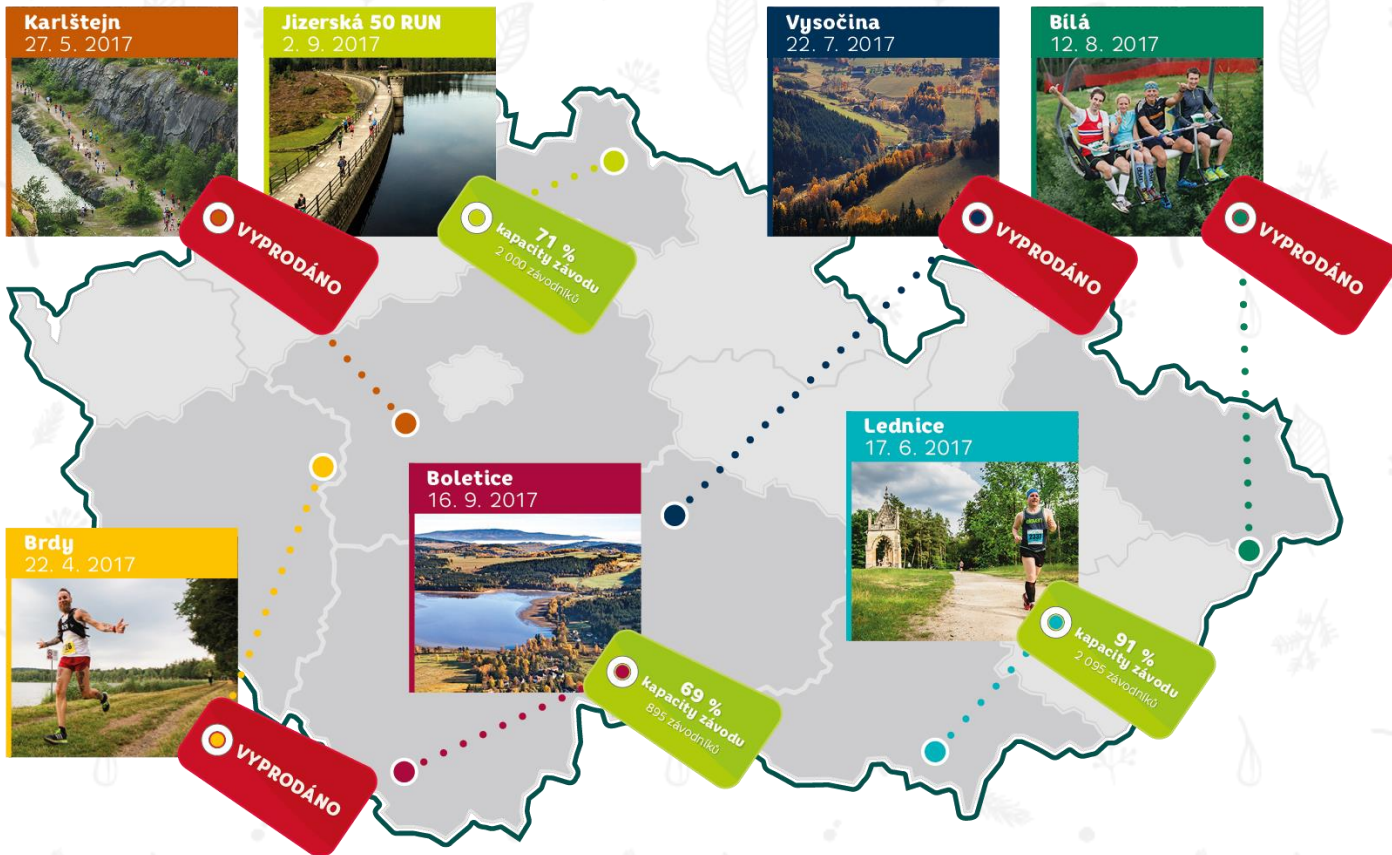 Karlštejn
27. 5. 2017
VYPRODÁNO
Jizerská 50 RUN
2. 9. 2017
71 %
kapacity závodu
2 000 závodníků
Vysočina
22. 7. 2017
VYPRODÁNO
Bílá
12. 8. 2017
VYPRODÁNO
Lednice
17. 6. 2017
91 %
kapacity závodu
2 095 závodníků
Boletice
16. 9. 2017
69 %
kapacity závodu
895 závodníků
Brdy
22. 4. 2017
VYPRODÁNO